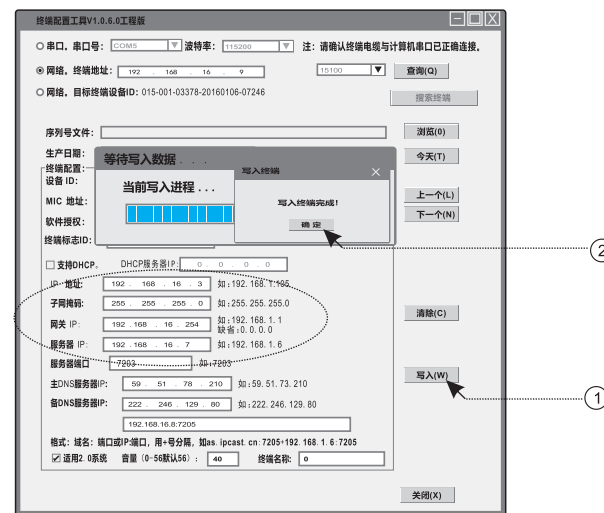 终端配置工具V1.0.6.0工程版
串口，串口号： COM5 波特率： 115200 注：请确认终端电缆与计算机串口已正确连接。
网络，终端地址： 192 . 168 . 16 . 9 15100 查询(Q)
网络，目标终端设备ID：015-001-03378-20160106-07246 搜索终端
序列号文件： 浏览(0)
生产日期： 今天(T)
等待写入数据 . . .
当前写入进程 . . .
写入终端
写入终端完成！
确 定
②
终端配置：
设备 ID：
MIC 地址： 上一个(L)
软件授权： 下一个(N)
终端标志ID：
支持DHCP。 DHCP服务器IP： 0 . 0 . 0 . 0
IP 地址： 192 . 168 . 16 . 3 如：192.168.1.125
子网掩码： 255 . 255 . 255 . 0 如：255.255.255.0
网关 IP： 192 . 168 . 16 . 254 如：192.168.1.1
缺省：0.0.0.0
清除(C)
服务器 IP： 192 . 168 . 16 . 7 如：192.168.1.6
服务器端口 7203 如：7203
写入(W)
①
主DNS服务器IP： 59 . 51 . 78 . 210 如：59.51.73.210
备DNS服务器IP： 222 . 246 . 129 . 80 如：222.246.129.80
192.168.16.8:7205
格式：域名：端口或IP:端口，用+号分隔，如as.ipcast.cn:7205+192.168.1.6:7205
适用2.0系统 音量（0-56默认56）： 40 终端名称： 0
关闭(X)